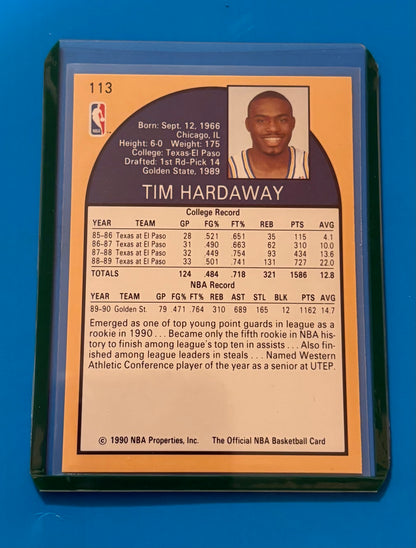 113
NBA
Born: Sept. 12, 1966
Chicago, IL
Height: 6-0 Weight: 175
College: Texas-El Paso
Drafted: 1st Rd-Pick 14
Golden State, 1989
TIM HARDAWAY
College Record
YEAR TEAM GP FG% FT% REB PTS AVG
85-86 Texas at El Paso 28 .521 .651 35 115 4.1
86-87 Texas at El Paso 31 .490 .663 62 310 10.0
87-88 Texas at El Paso 32 .449 .754 93 434 13.6
88-89 Texas at El Paso 33 .501 .741 131 727 22.0
TOTALS 124 .484 .718 321 1586 12.8
NBA Record
YEAR TEAM GP FG% FT% REB AST STL BLK PTS AVG
89-90 Golden St. 79 .471 .764 310 689 165 12 1162 14.7
Emerged as one of top young point guards in league as a
rookie in 1990 . . . Became only the fifth rookie in NBA his-
tory to finish among league's top ten in assists . . . Also fin-
ished among league leaders in steals . . . Named Western
Athletic Conference player of the year as a senior at UTEP.
© 1990 NBA Properties, Inc. The Official NBA Basketball Card